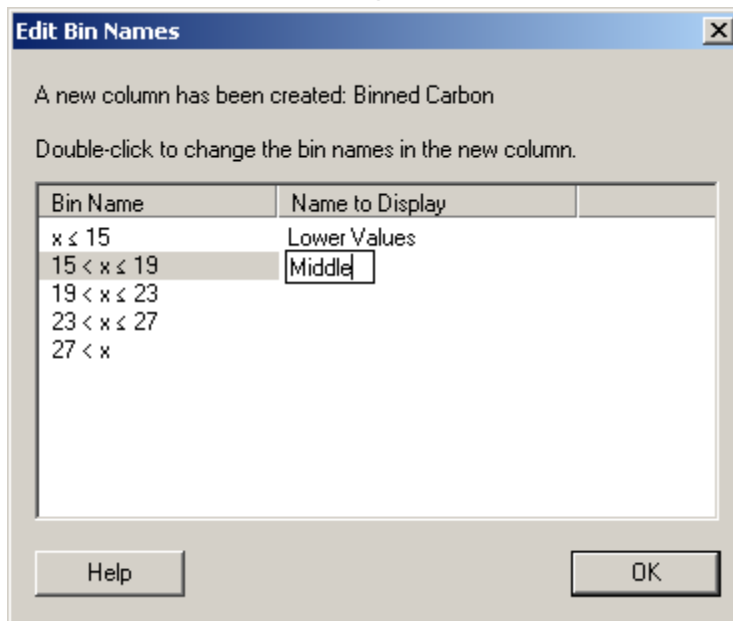 Edit Bin Names
A new column has been created: Binned Carbon
Double-click to change the bin names in the new column.
Bin Name Name to Display
x ≤ 15 Lower Values
15 < x ≤ 19 Middle
19 < x ≤ 23
23 < x ≤ 27
27 < x
Help OK